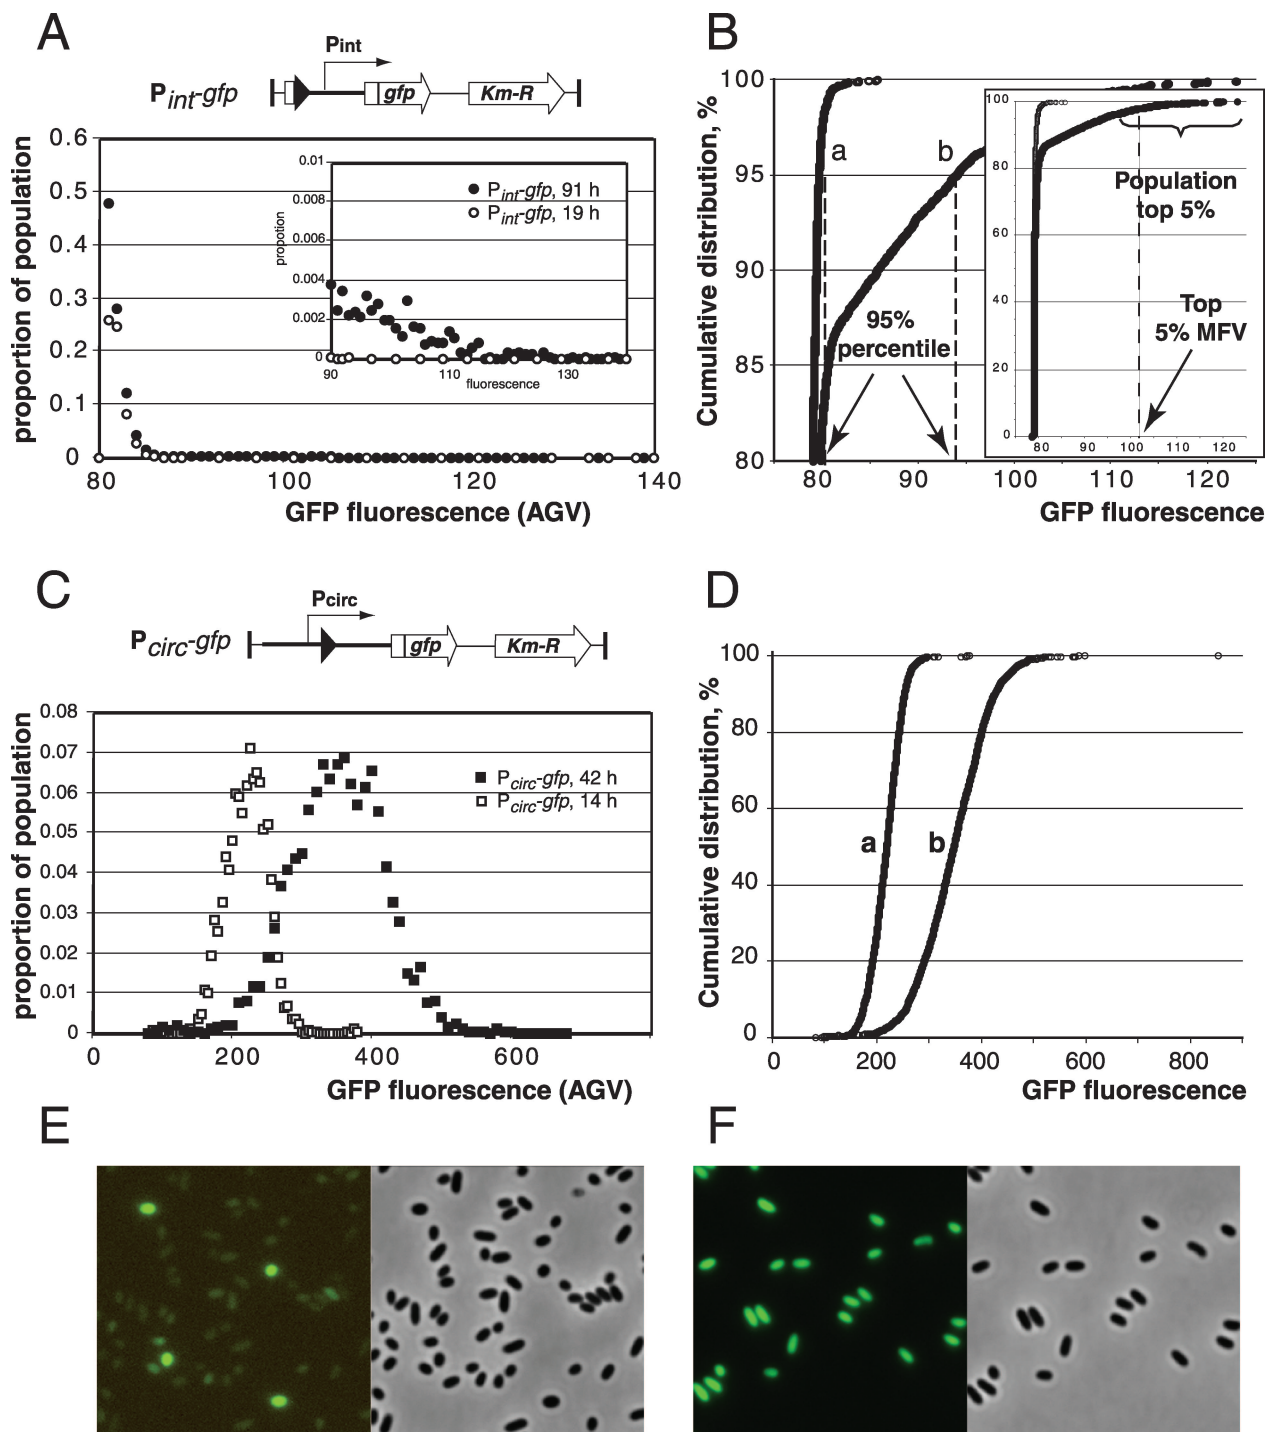 A
Pint
Pint-gfp
gfp
Km-R
proportion of population
0.6
0.5
0.4
0.3
0.2
0.1
0
80
100
120
140
GFP fluorescence (AGV)
propotion
0.01
0.008
0.006
0.004
0.002
0
90
110
130
fluorescence
Pint-gfp, 91 h
Pint-gfp, 19 h
B
Cumulative distribution, %
100
95
90
85
80
80
90
100
110
120
GFP fluorescence
a
b
95%
percentile
100
80
60
40
20
0
80
90
100
110
120
Population
top 5%
Top
5% MFV
C
Pcirc
Pcirc-gfp
gfp
Km-R
proportion of population
0.08
0.07
0.06
0.05
0.04
0.03
0.02
0.01
0
0
200
400
600
GFP fluorescence (AGV)
Pcirc-gfp, 42 h
Pcirc-gfp, 14 h
D
Cumulative distribution, %
100
80
60
40
20
0
0
200
400
600
800
GFP fluorescence
a
b
E
F